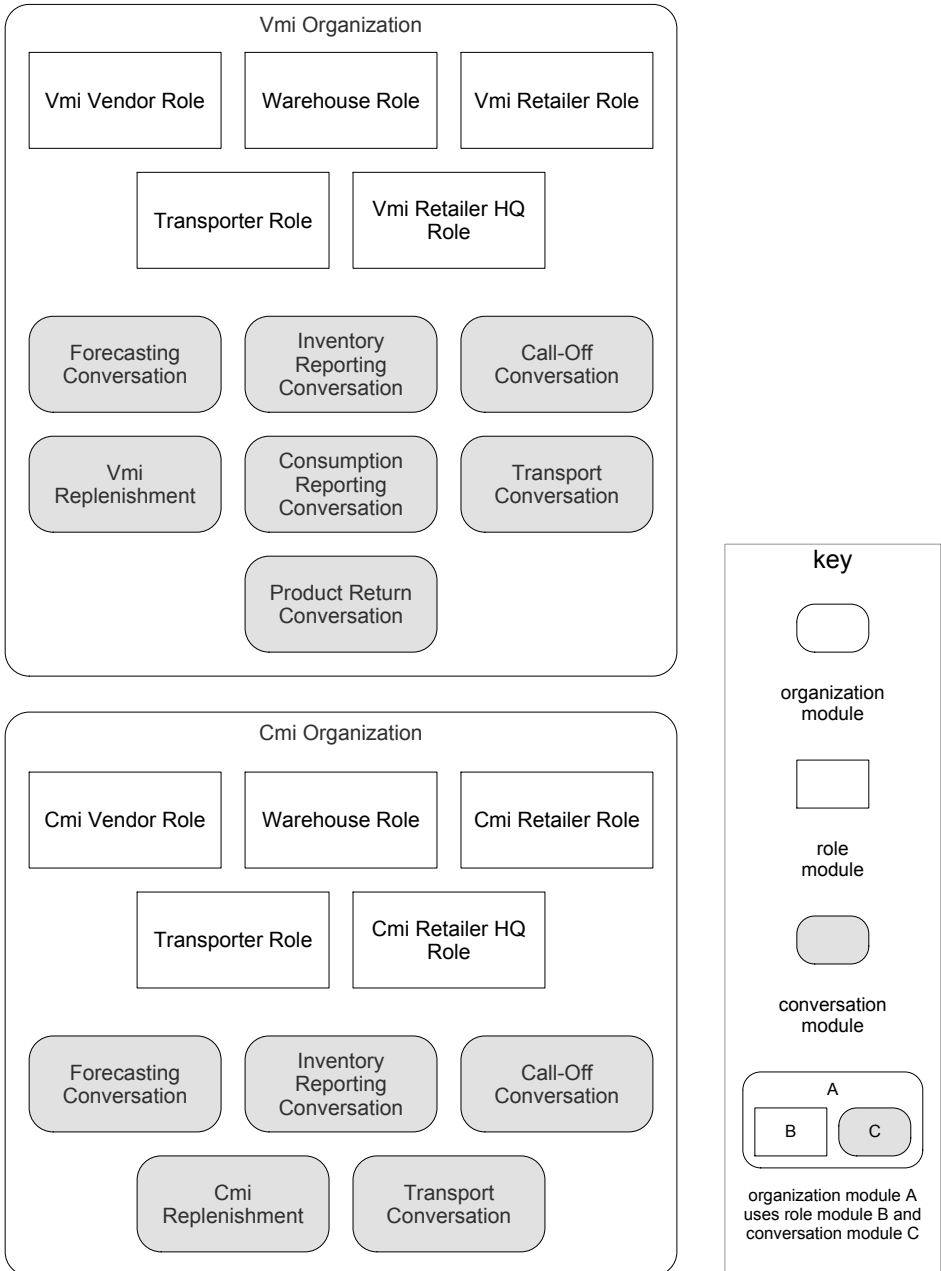 Vmi Organization
Vmi Vendor Role
Warehouse Role
Vmi Retailer Role
Transporter Role
Vmi Retailer HQ
Role
Forecasting
Conversation
Inventory
Reporting
Conversation
Call-Off
Conversation
Vmi
Replenishment
Consumption
Reporting
Conversation
Transport
Conversation
Product Return
Conversation
Cmi Organization
Cmi Vendor Role
Warehouse Role
Cmi Retailer Role
Transporter Role
Cmi Retailer HQ
Role
Forecasting
Conversation
Inventory
Reporting
Conversation
Call-Off
Conversation
Cmi
Replenishment
Transport
Conversation
key
organization
module
role
module
conversation
module
A
B
C
organization module A
uses role module B and
conversation module C